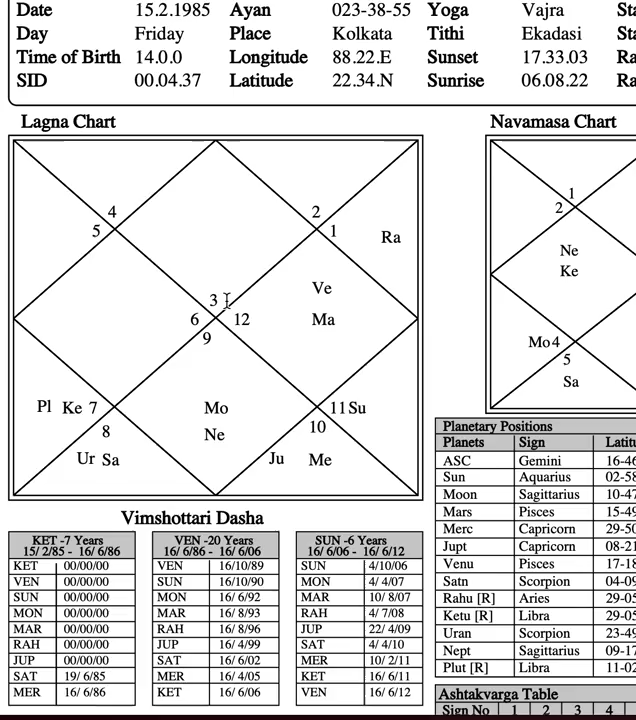 Date 15.2.1985 Ayan 023-38-55 Yoga Vajra Sta
Day Friday Place Kolkata Tithi Ekadasi Sta
Time of Birth 14.0.0 Longitude 88.22.E Sunset 17.33.03 Ra
SID 00.04.37 Latitude 22.34.N Sunrise 06.08.22 Ra
Lagna Chart
4
5
2
1
Ra
3
Ve
6
12
Ma
9
Pl Ke 7
Mo
11 Su
8
Ne
10
Ur Sa
Ju Me
Navamasa Chart
1
2
Ne
Ke
Mo 4
5
Sa
Vimshottari Dasha
KET -7 Years
15/ 2/85 - 16/ 6/86
KET 00/00/00
VEN 00/00/00
SUN 00/00/00
MON 00/00/00
MAR 00/00/00
RAH 00/00/00
JUP 00/00/00
SAT 19/ 6/85
MER 16/ 6/86
VEN -20 Years
16/ 6/86 - 16/ 6/06
VEN 16/10/89
SUN 16/10/90
MON 16/ 6/92
MAR 16/ 8/93
RAH 16/ 8/96
JUP 16/ 4/99
SAT 16/ 6/02
MER 16/ 4/05
KET 16/ 6/06
SUN -6 Years
16/ 6/06 - 16/ 6/12
SUN 4/10/06
MON 4/ 4/07
MAR 10/ 8/07
RAH 4/ 7/08
JUP 22/ 4/09
SAT 4/ 4/10
MER 10/ 2/11
KET 16/ 6/11
VEN 16/ 6/12
Planetary Positions
Planets Sign Latitu
ASC Gemini 16-46
Sun Aquarius 02-58
Moon Sagittarius 10-47
Mars Pisces 15-49
Merc Capricorn 29-50
Jupt Capricorn 08-21
Venu Pisces 17-18
Satn Scorpion 04-09
Rahu [R] Aries 29-05
Ketu [R] Libra 29-05
Uran Scorpion 23-49
Nept Sagittarius 09-17
Plut [R] Libra 11-02
Ashtakvarga Table
Sign No 1 2 3 4